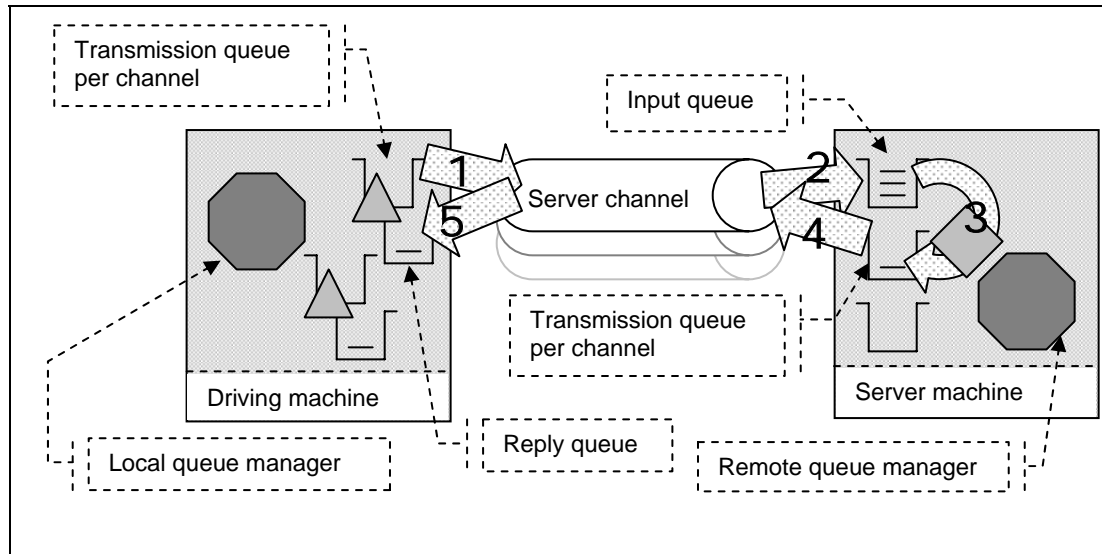 Transmission queue
per channel
Input queue
1
2
Server channel
5
4
3
Transmission queue
per channel
Driving machine
Server machine
Reply queue
Local queue manager
Remote queue manager